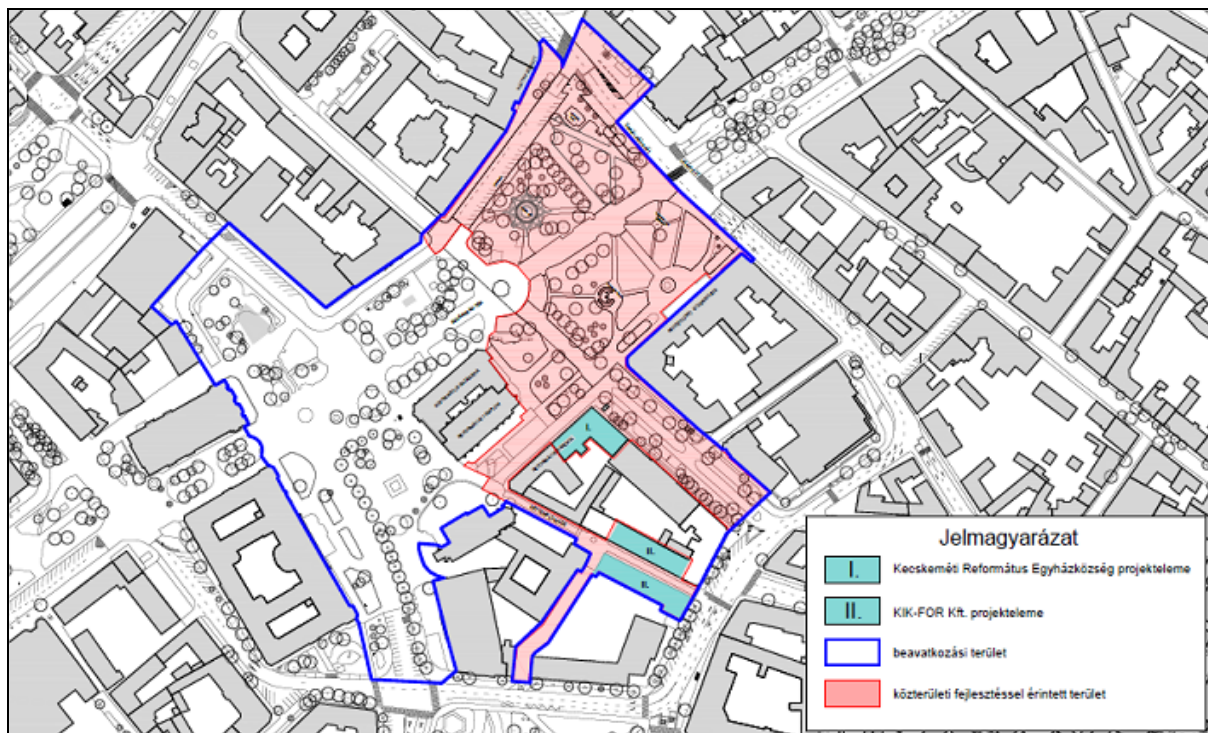 I.
II.
II.
Jelmagyarázat
I. Kecskeméti Református Egyházközség projekteleme
II. KIK-FOR Kft. projekteleme
beavatkozási terület
közterületi fejlesztéssel érintett terület